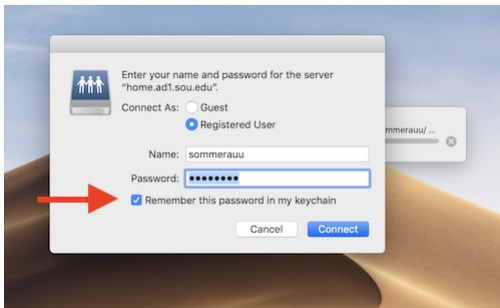 Enter your name and password for the server
"home.ad1.sou.edu".
Connect As: Guest
Registered User
mmerauu/ ...
Name: sommerauu
Password: ••••••••
Remember this password in my keychain
Cancel Connect